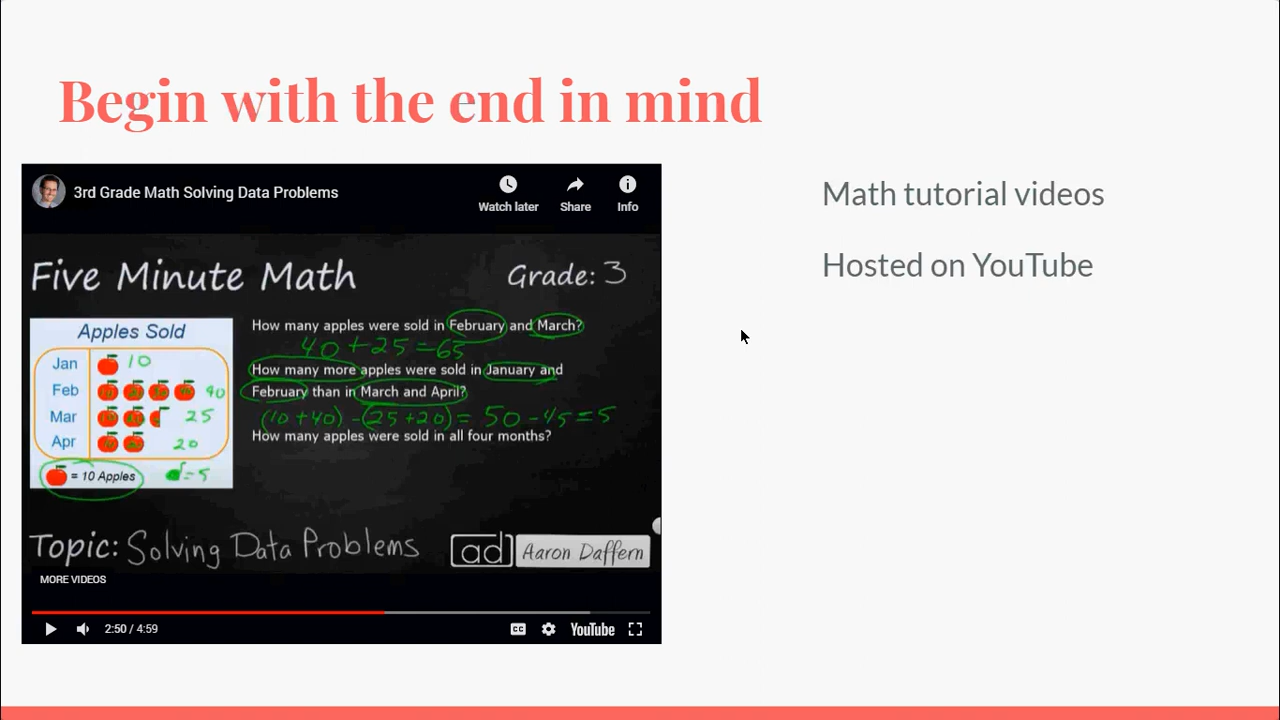 Begin with the end in mind
3rd Grade Math Solving Data Problems
Watch later
Share
Info
Five Minute Math
Grade: 3
Apples Sold
Jan 10
Feb 40
Mar 25
Apr 20
= 10 Apples
=5
How many apples were sold in February and March?
40+25=65
How many more apples were sold in January and
February than in March and April?
(10+40)-(25+20)= 50-45=5
How many apples were sold in all four months?
Topic: Solving Data Problems
ad Aaron Daffern
MORE VIDEOS
2:50 / 4:59
CC
YouTube
Math tutorial videos
Hosted on YouTube